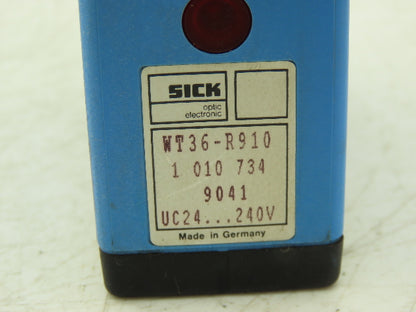 SICK
optic
electronic
WT36-R910
1 010 734
9041
UC24...240V
Made in Germany